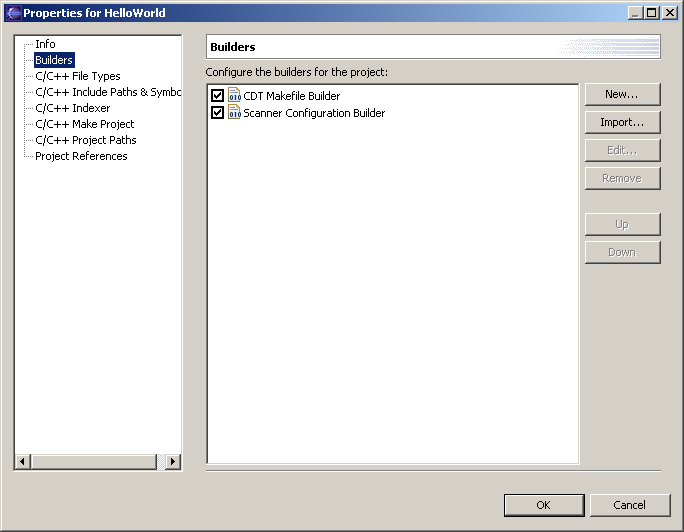 Properties for HelloWorld
Info
Builders
C/C++ File Types
C/C++ Include Paths & Symbo
C/C++ Indexer
C/C++ Make Project
C/C++ Project Paths
Project References
Builders
Configure the builders for the project:
CDT Makefile Builder
Scanner Configuration Builder
New...
Import...
Edit...
Remove
Up
Down
OK
Cancel